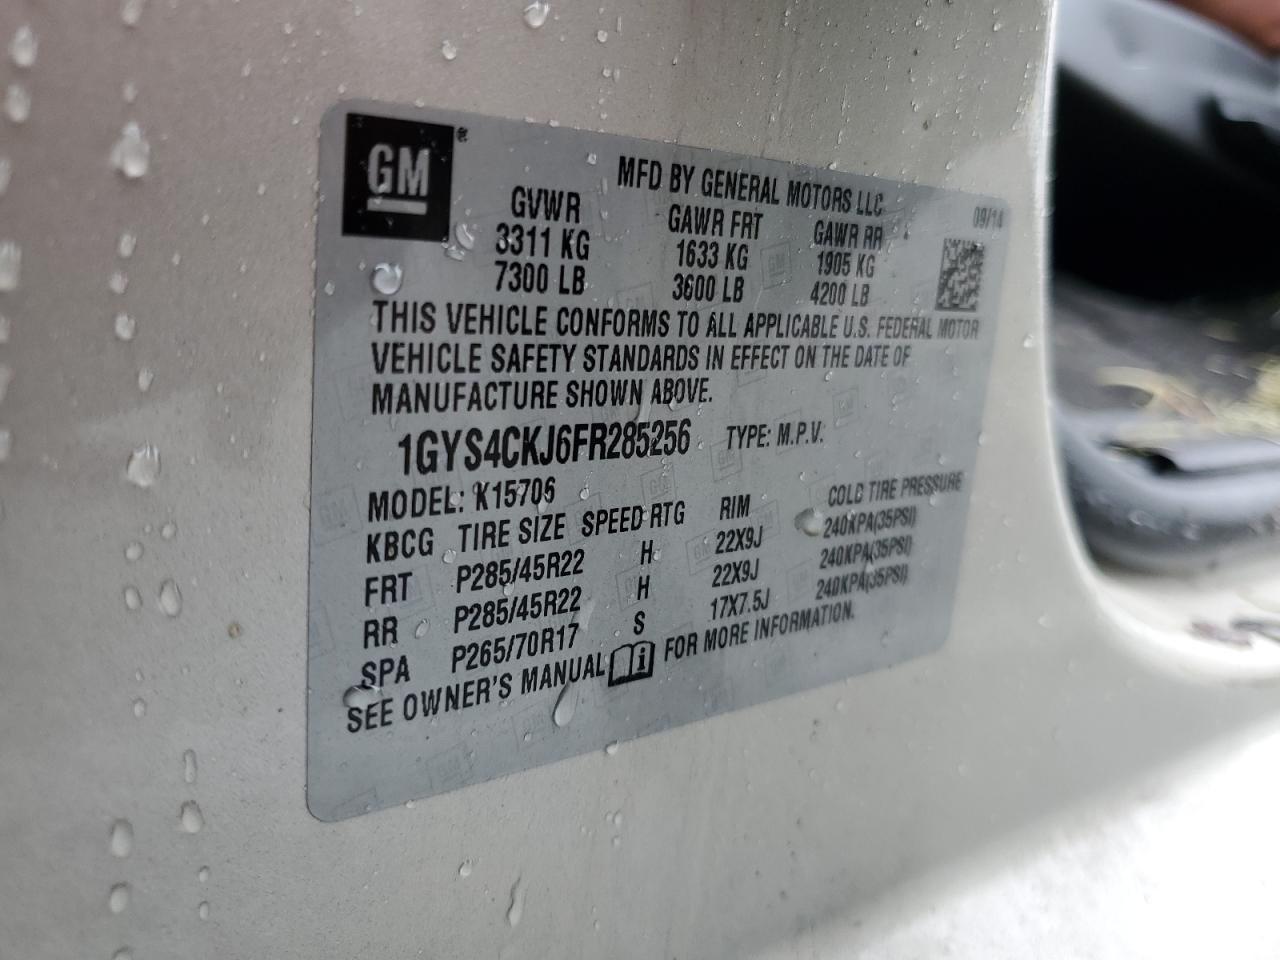 GM®
MFD BY GENERAL MOTORS LLC
09/14
GVWR GAWR FRT GAWR RR
3311 KG 1633 KG 1905 KG
7300 LB 3600 LB 4200 LB
THIS VEHICLE CONFORMS TO ALL APPLICABLE U.S. FEDERAL MOTOR
VEHICLE SAFETY STANDARDS IN EFFECT ON THE DATE OF
MANUFACTURE SHOWN ABOVE.
1GYS4CKJ6FR285256 TYPE: M.P.V.
MODEL: K15706
KBCG TIRE SIZE SPEED RTG RIM COLD TIRE PRESSURE
FRT P285/45R22 H 22X9J 240KPA(35PSI)
RR P285/45R22 H 22X9J 240KPA(35PSI)
SPA P265/70R17 S 17X7.5J 240KPA(35PSI)
SEE OWNER'S MANUAL i FOR MORE INFORMATION.